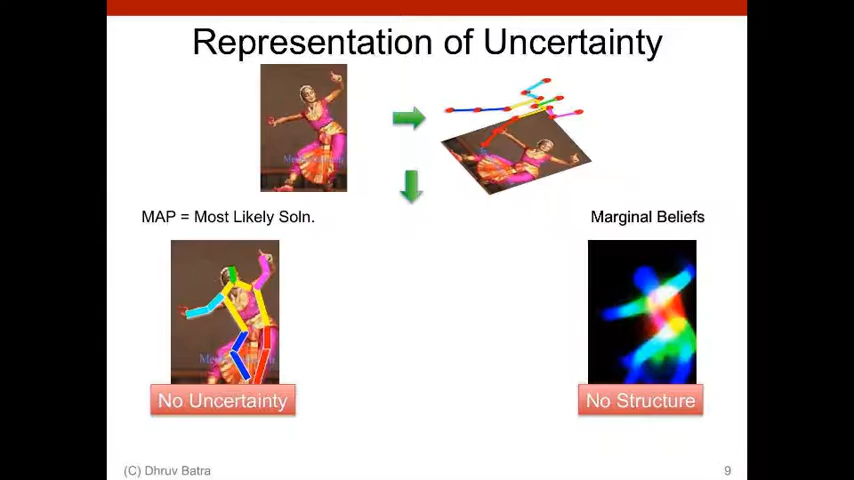 Representation of Uncertainty
MAP = Most Likely Soln.
Marginal Beliefs
No Uncertainty
No Structure
(C) Dhruv Batra
9